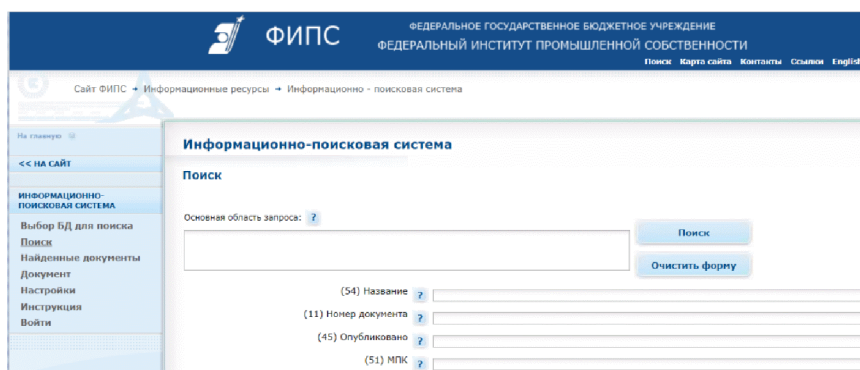 ФИПС
ФЕДЕРАЛЬНОЕ ГОСУДАРСТВЕННОЕ БЮДЖЕТНОЕ УЧРЕЖДЕНИЕ
ФЕДЕРАЛЬНЫЙ ИНСТИТУТ ПРОМЫШЛЕННОЙ СОБСТВЕННОСТИ
Поиск Карта сайта Контакты Ссылки English
Сайт ФИПС → Информационные ресурсы → Информационно - поисковая система
На главную
<< НА САЙТ
ИНФОРМАЦИОННО-
ПОИСКОВАЯ СИСТЕМА
Выбор БД для поиска
Поиск
Найденные документы
Документ
Настройки
Инструкция
Войти
Информационно-поисковая система
Поиск
Основная область запроса: ?
Поиск
Очистить форму
(54) Название ?
(11) Номер документа ?
(45) Опубликовано ?
(51) МПК ?